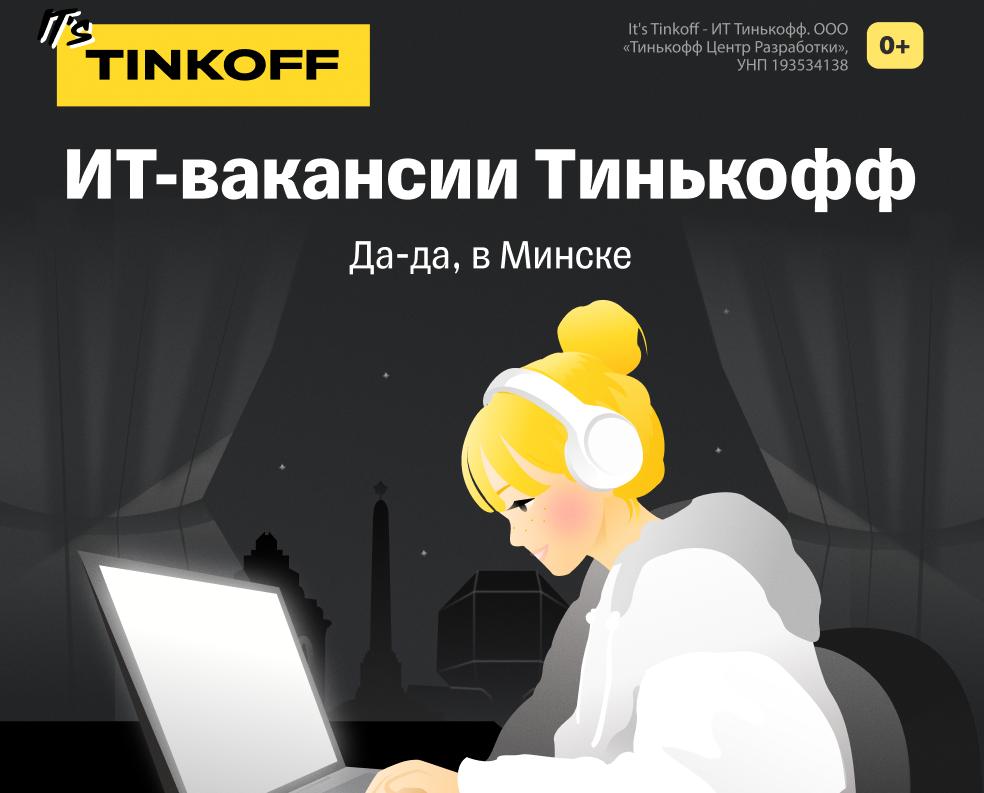 IT's
TINKOFF
It's Tinkoff - ИТ Тинькофф. ООО
«Тинькофф Центр Разработки»,
УНП 193534138
0+
ИТ-вакансии Тинькофф
Да-да, в Минске